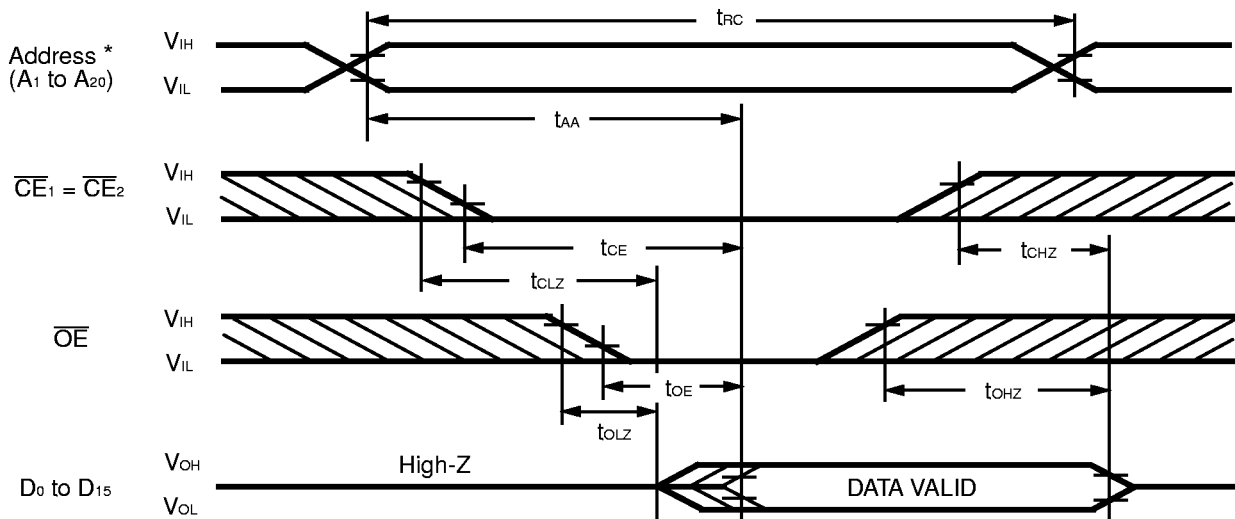 tRC
Address *
(A1 to A20)
VIH
VIL
tAA
CE1 = CE2
VIH
VIL
tCE
tCHZ
tCLZ
OE
VIH
VIL
tOE
tOHZ
tOLZ
D0 to D15
VOH
VOL
High-Z
DATA VALID